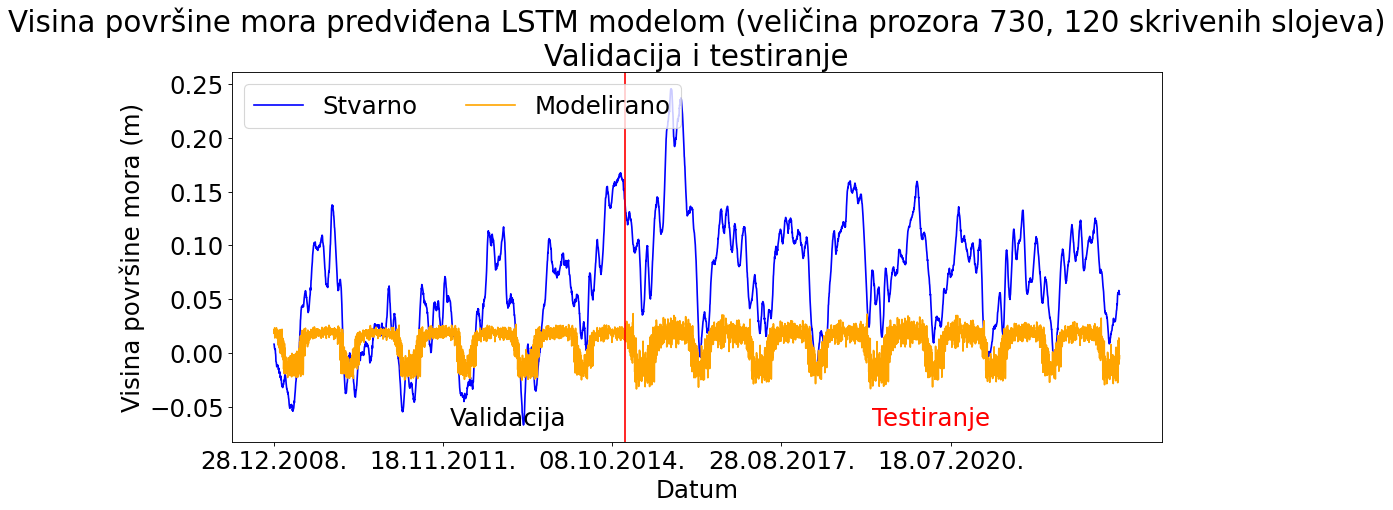 Visina površine mora predviđena LSTM modelom (veličina prozora 730, 120 skrivenih slojeva)
Validacija i testiranje
Stvarno Modelirano
Visina površine mora (m)
0.25
0.20
0.15
0.10
0.05
0.00
−0.05
Validacija Testiranje
28.12.2008. 18.11.2011. 08.10.2014. 28.08.2017. 18.07.2020.
Datum